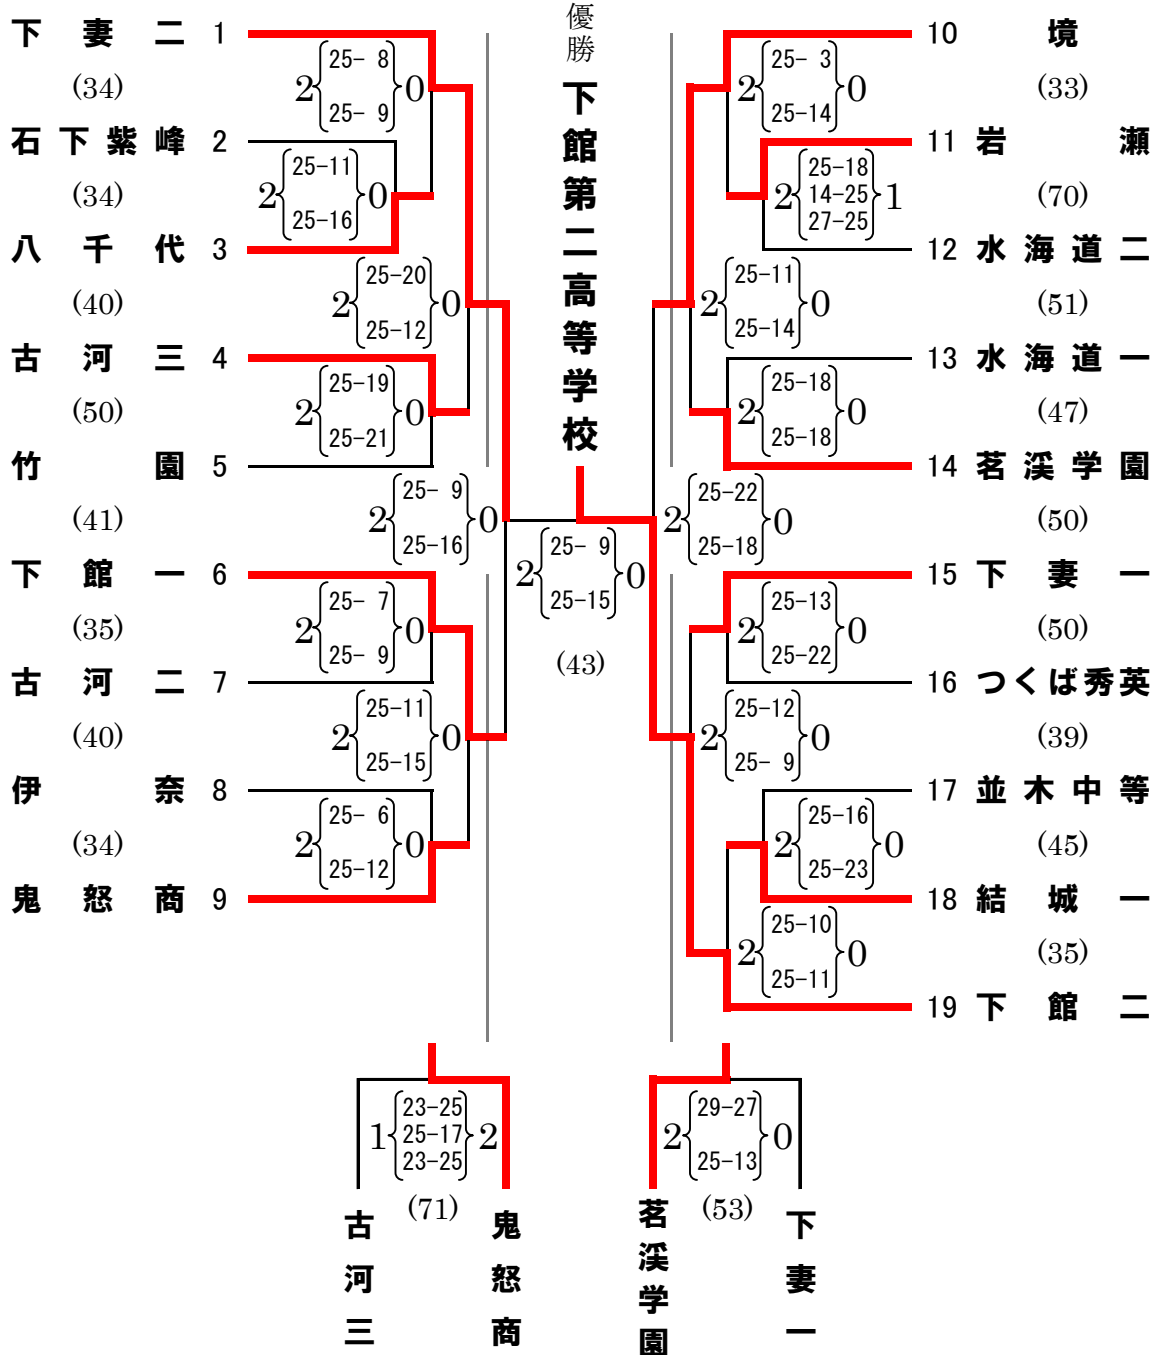 優勝
下館第二高等学校
下妻二 1
(34)
石下紫峰 2
(34)
八千代 3
(40)
古河三 4
(50)
竹園 5
(41)
下館一 6
(35)
古河二 7
(40)
伊奈 8
(34)
鬼怒商 9
2 { 25- 8 } 0
25- 9
2 { 25-11 } 0
25-16
2 { 25-20 } 0
25-12
2 { 25-19 } 0
25-21
2 { 25- 9 } 0
25-16
2 { 25- 7 } 0
25- 9
2 { 25-11 } 0
25-15
2 { 25- 6 } 0
25-12
2 { 25- 9 } 0
25-15
(43)
10 境
(33)
11 岩瀬
(70)
12 水海道二
(51)
13 水海道一
(47)
14 茗渓学園
(50)
15 下妻一
(50)
16 つくば秀英
(39)
17 並木中等
(45)
18 結城一
(35)
19 下館二
2 { 25- 3 } 0
25-14
2 { 25-18 } 1
14-25
27-25
2 { 25-11 } 0
25-14
2 { 25-18 } 0
25-18
2 { 25-22 } 0
25-18
2 { 25-13 } 0
25-22
2 { 25-12 } 0
25- 9
2 { 25-16 } 0
25-23
2 { 25-10 } 0
25-11
1 { 23-25 } 2
25-17
23-25
(71)
古河三
鬼怒商
2 { 29-27 } 0
25-13
(53)
茗渓学園
下妻一